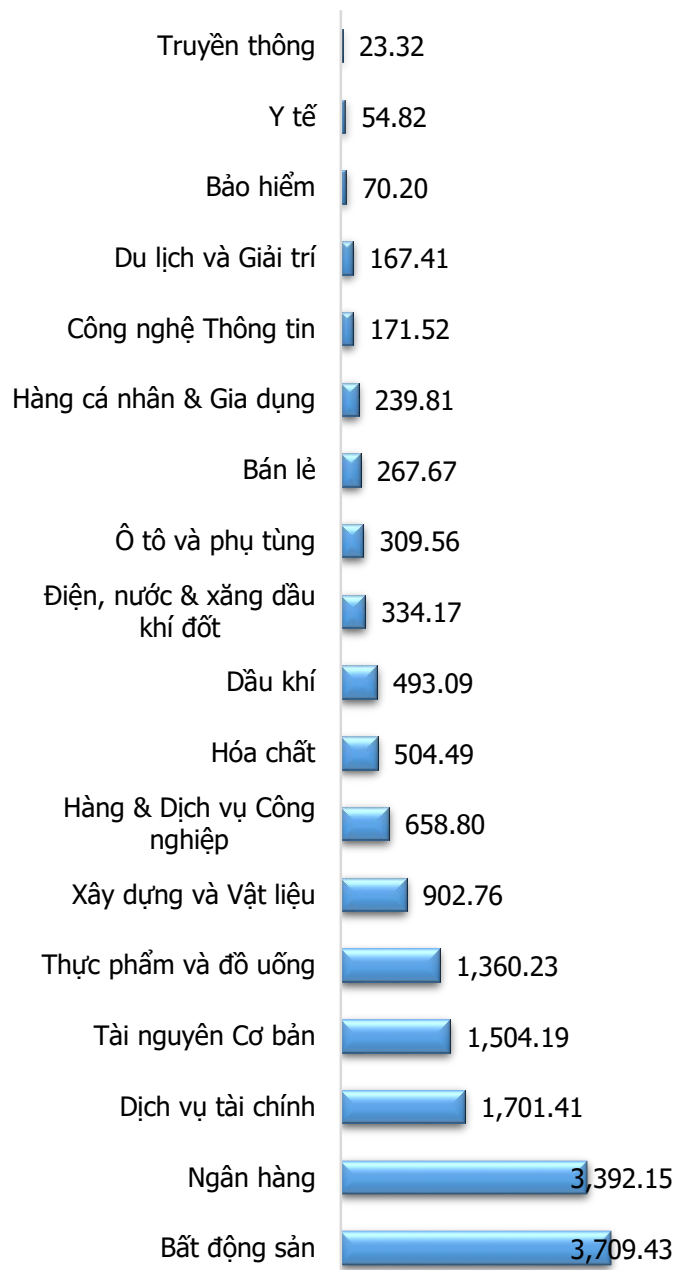 Truyền thông 23.32
Y tế 54.82
Bảo hiểm 70.20
Du lịch và Giải trí 167.41
Công nghệ Thông tin 171.52
Hàng cá nhân & Gia dụng 239.81
Bán lẻ 267.67
Ô tô và phụ tùng 309.56
Điện, nước & xăng dầu
khí đốt 334.17
Dầu khí 493.09
Hóa chất 504.49
Hàng & Dịch vụ Công
nghiệp 658.80
Xây dựng và Vật liệu 902.76
Thực phẩm và đồ uống 1,360.23
Tài nguyên Cơ bản 1,504.19
Dịch vụ tài chính 1,701.41
Ngân hàng 3,392.15
Bất động sản 3,709.43